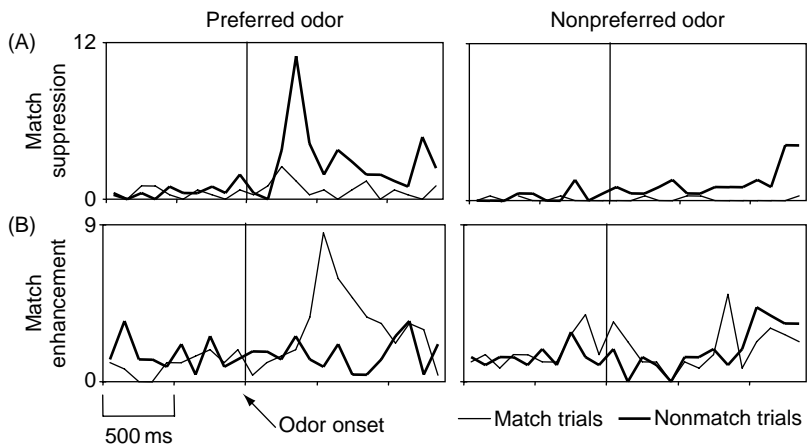 Preferred odor
Nonpreferred odor
(A)
12
0
Match
suppression
(B)
9
0
Match
enhancement
500 ms
Odor onset
Match trials
Nonmatch trials